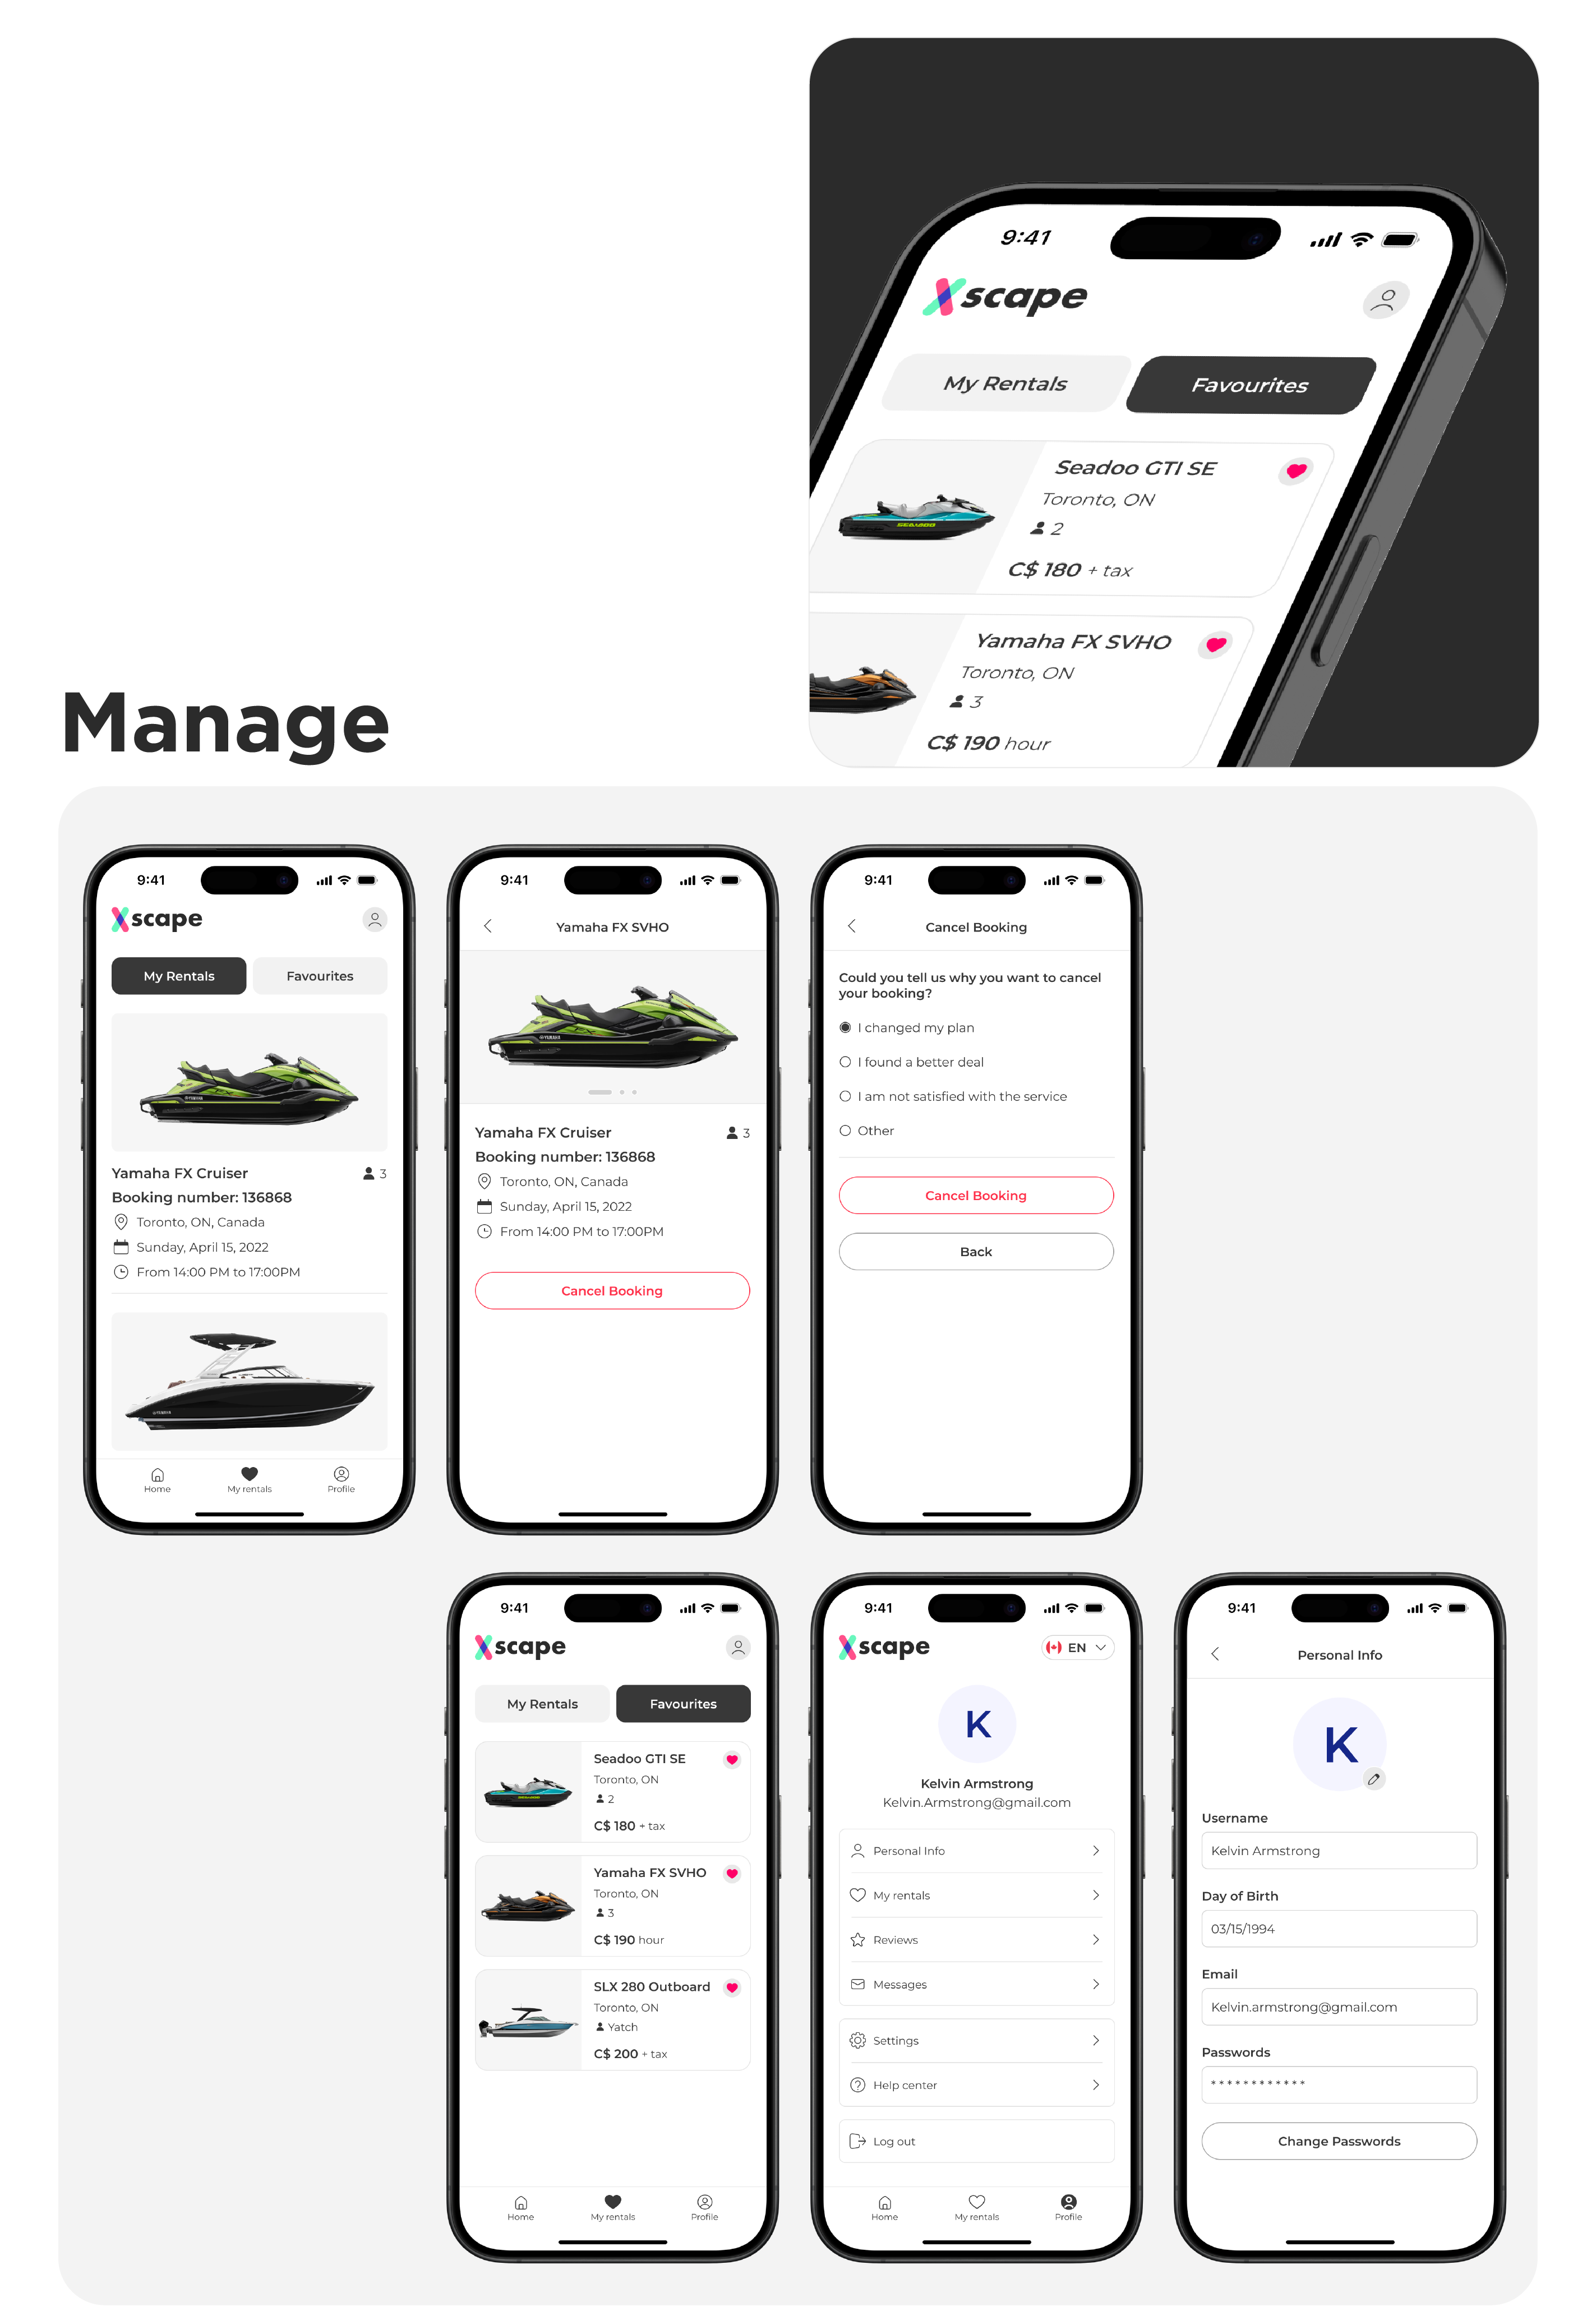 9:41
Xscape
My Rentals
Favourites
Seadoo GTI SE
Toronto, ON
2
C$ 180 + tax
Yamaha FX SVHO
Toronto, ON
3
C$ 190 hour
Manage
9:41
Xscape
My Rentals
Favourites
Yamaha FX Cruiser
3
Booking number: 136868
Toronto, ON, Canada
Sunday, April 15, 2022
From 14:00 PM to 17:00PM
Home
My rentals
Profile
9:41
Yamaha FX SVHO
YAMAHA
Yamaha FX Cruiser
3
Booking number: 136868
Toronto, ON, Canada
Sunday, April 15, 2022
From 14:00 PM to 17:00PM
Cancel Booking
9:41
Cancel Booking
Could you tell us why you want to cancel
your booking?
I changed my plan
I found a better deal
I am not satisfied with the service
Other
Cancel Booking
Back
9:41
Xscape
My Rentals
Favourites
Seadoo GTI SE
Toronto, ON
2
C$ 180 + tax
Yamaha FX SVHO
Toronto, ON
3
C$ 190 hour
SLX 280 Outboard
Toronto, ON
Yatch
C$ 200 + tax
Home
My rentals
Profile
9:41
Xscape
EN
K
Kelvin Armstrong
Kelvin.Armstrong@gmail.com
Personal Info
My rentals
Reviews
Messages
Settings
Help center
Log out
Home
My rentals
Profile
9:41
Personal Info
K
Username
Kelvin Armstrong
Day of Birth
03/15/1994
Email
Kelvin.armstrong@gmail.com
Passwords
************
Change Passwords